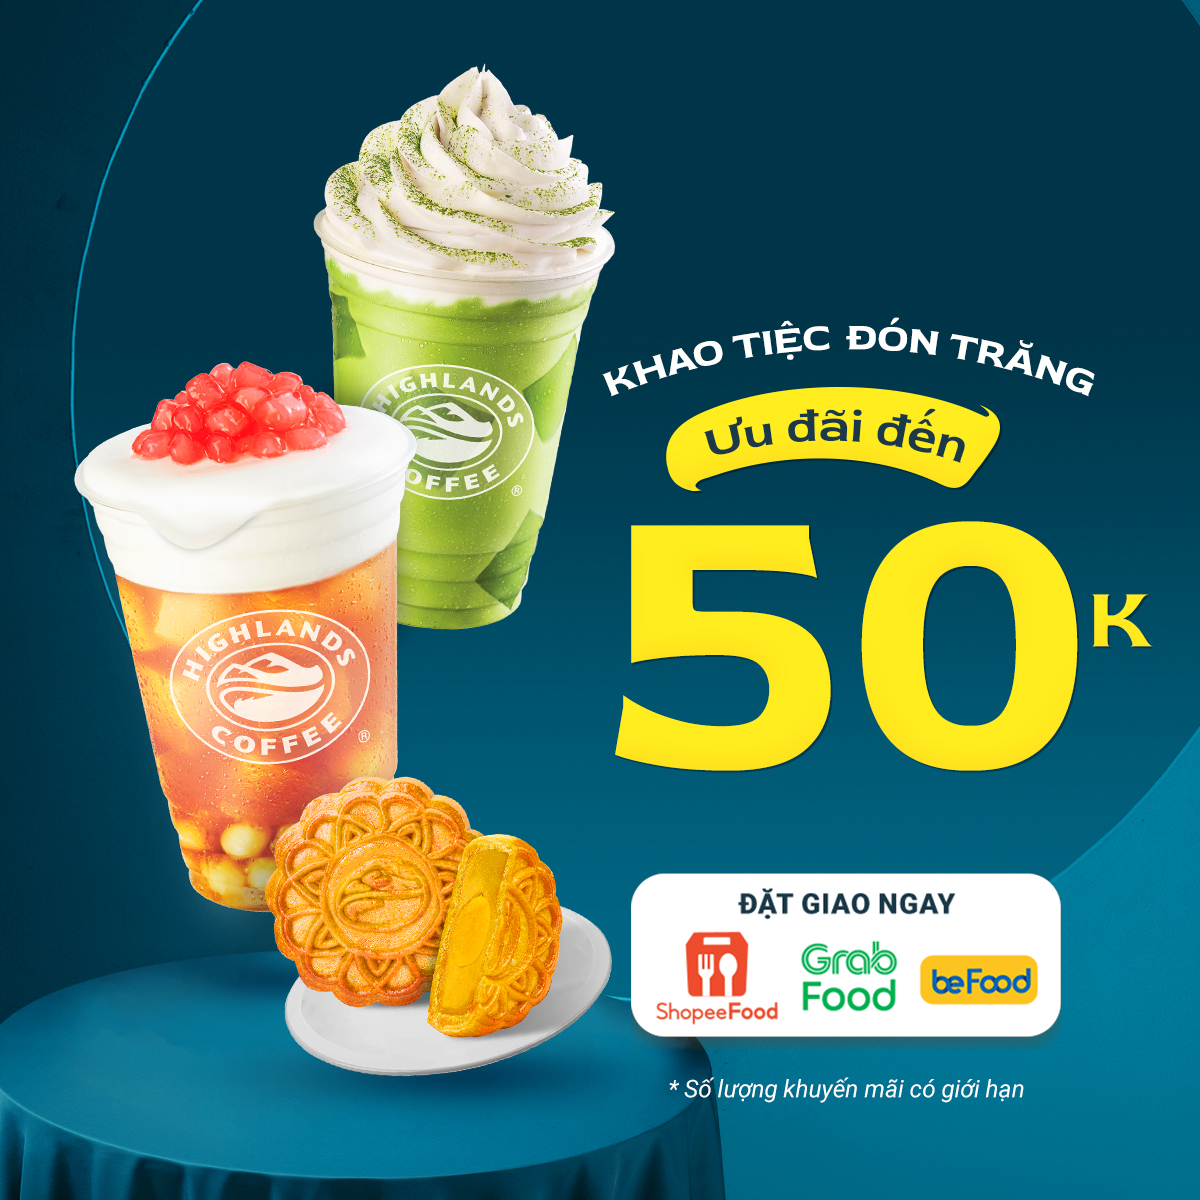 KHAO TIỆC ĐÓN TRĂNG
Ưu đãi đến
50K
HIGHLANDS
COFFEE
®
HIGHLANDS
COFFEE
®
ĐẶT GIAO NGAY
ShopeeFood
Grab
Food
beFood
* Số lượng khuyến mãi có giới hạn